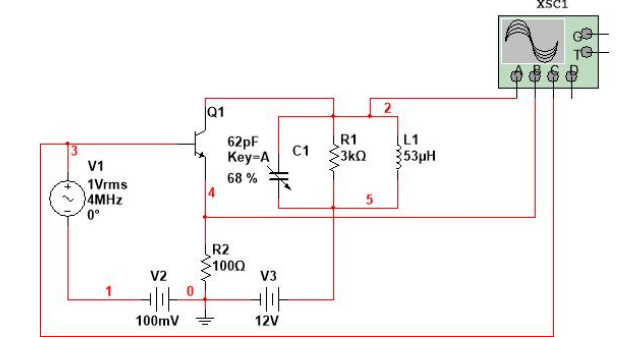 XSC1
G
T
A B C D
Q1
2
62pF
Key=A
68 %
C1
R1
3kΩ
L1
53µH
3
V1
1Vrms
4MHz
0°
4
5
R2
100Ω
V2
1
0
V3
100mV
12V